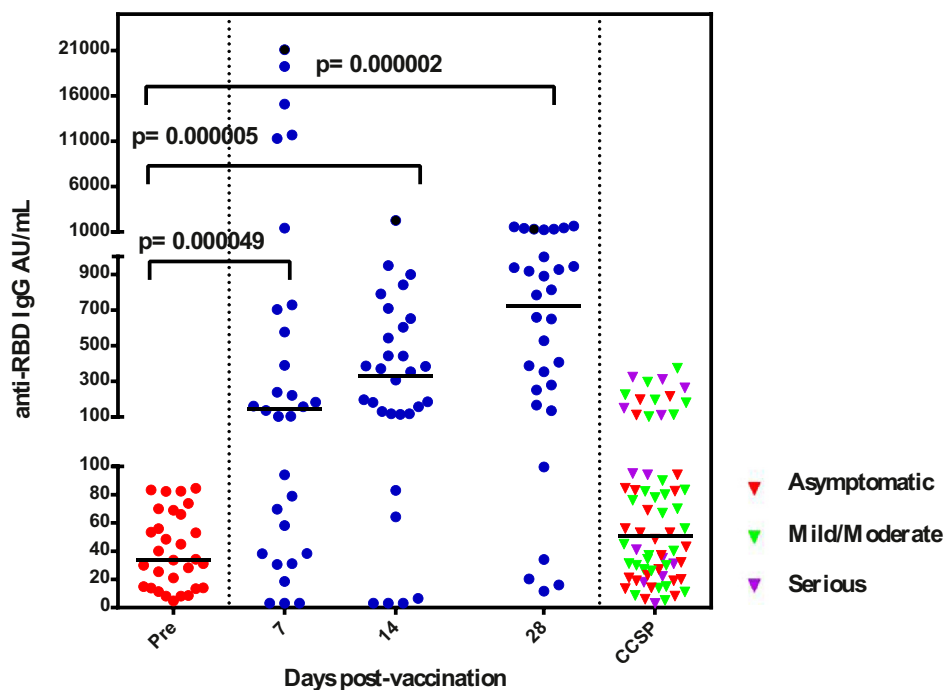 21000
16000
11000
6000
1000
900
700
500
300
100
100
80
60
40
20
0
anti-RBD IgG AU/mL
p= 0.000002
p= 0.000005
p= 0.000049
Pre
7
14
28
CCSP
Days post-vaccination
Asymptomatic
Mild/Moderate
Serious